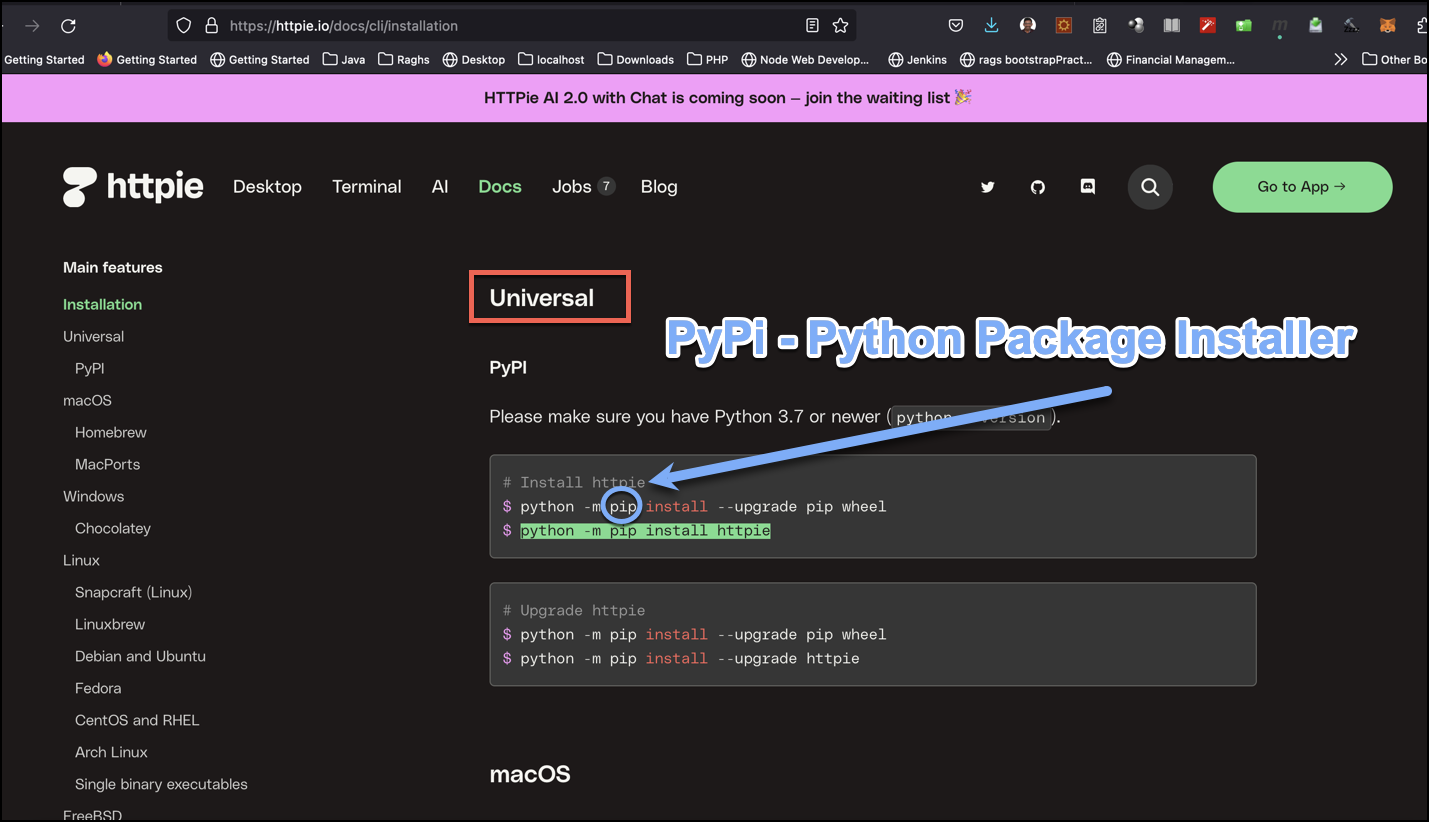 https://httpie.io/docs/cli/installation
Getting Started
Getting Started
Getting Started
Java
Raghs
Desktop
localhost
Downloads
PHP
Node Web Develop...
Jenkins
rags bootstrapPract...
Financial Managem...
Other Bo
HTTPie AI 2.0 with Chat is coming soon – join the waiting list 🎉
httpie
Desktop
Terminal
AI
Docs
Jobs 7
Blog
Go to App →
Main features
Installation
Universal
PyPI
macOS
Homebrew
MacPorts
Windows
Chocolatey
Linux
Snapcraft (Linux)
Linuxbrew
Debian and Ubuntu
Fedora
CentOS and RHEL
Arch Linux
Single binary executables
FreeBSD
Universal
PyPi - Python Package Installer
PyPI
Please make sure you have Python 3.7 or newer (python version).
# Install httpie
$ python -m pip install --upgrade pip wheel
$ python -m pip install httpie
# Upgrade httpie
$ python -m pip install --upgrade pip wheel
$ python -m pip install --upgrade httpie
macOS